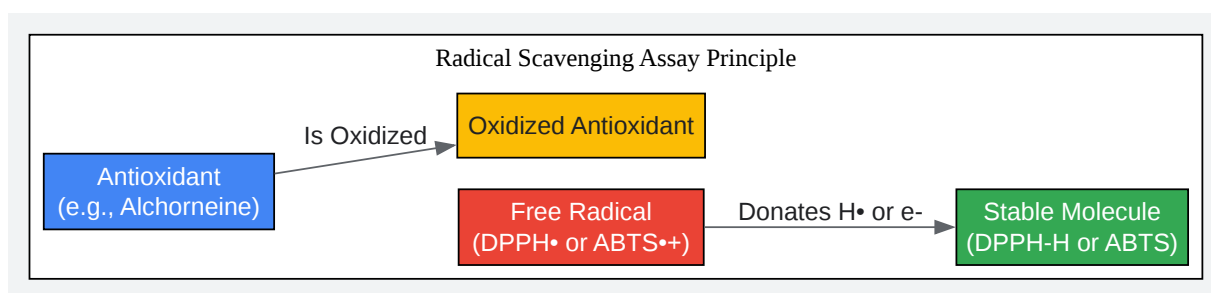 Radical Scavenging Assay Principle
Is Oxidized
Oxidized Antioxidant
Antioxidant
(e.g., Alchorneine)
Free Radical
(DPPH• or ABTS•+)
Donates H• or e-
Stable Molecule
(DPPH-H or ABTS)